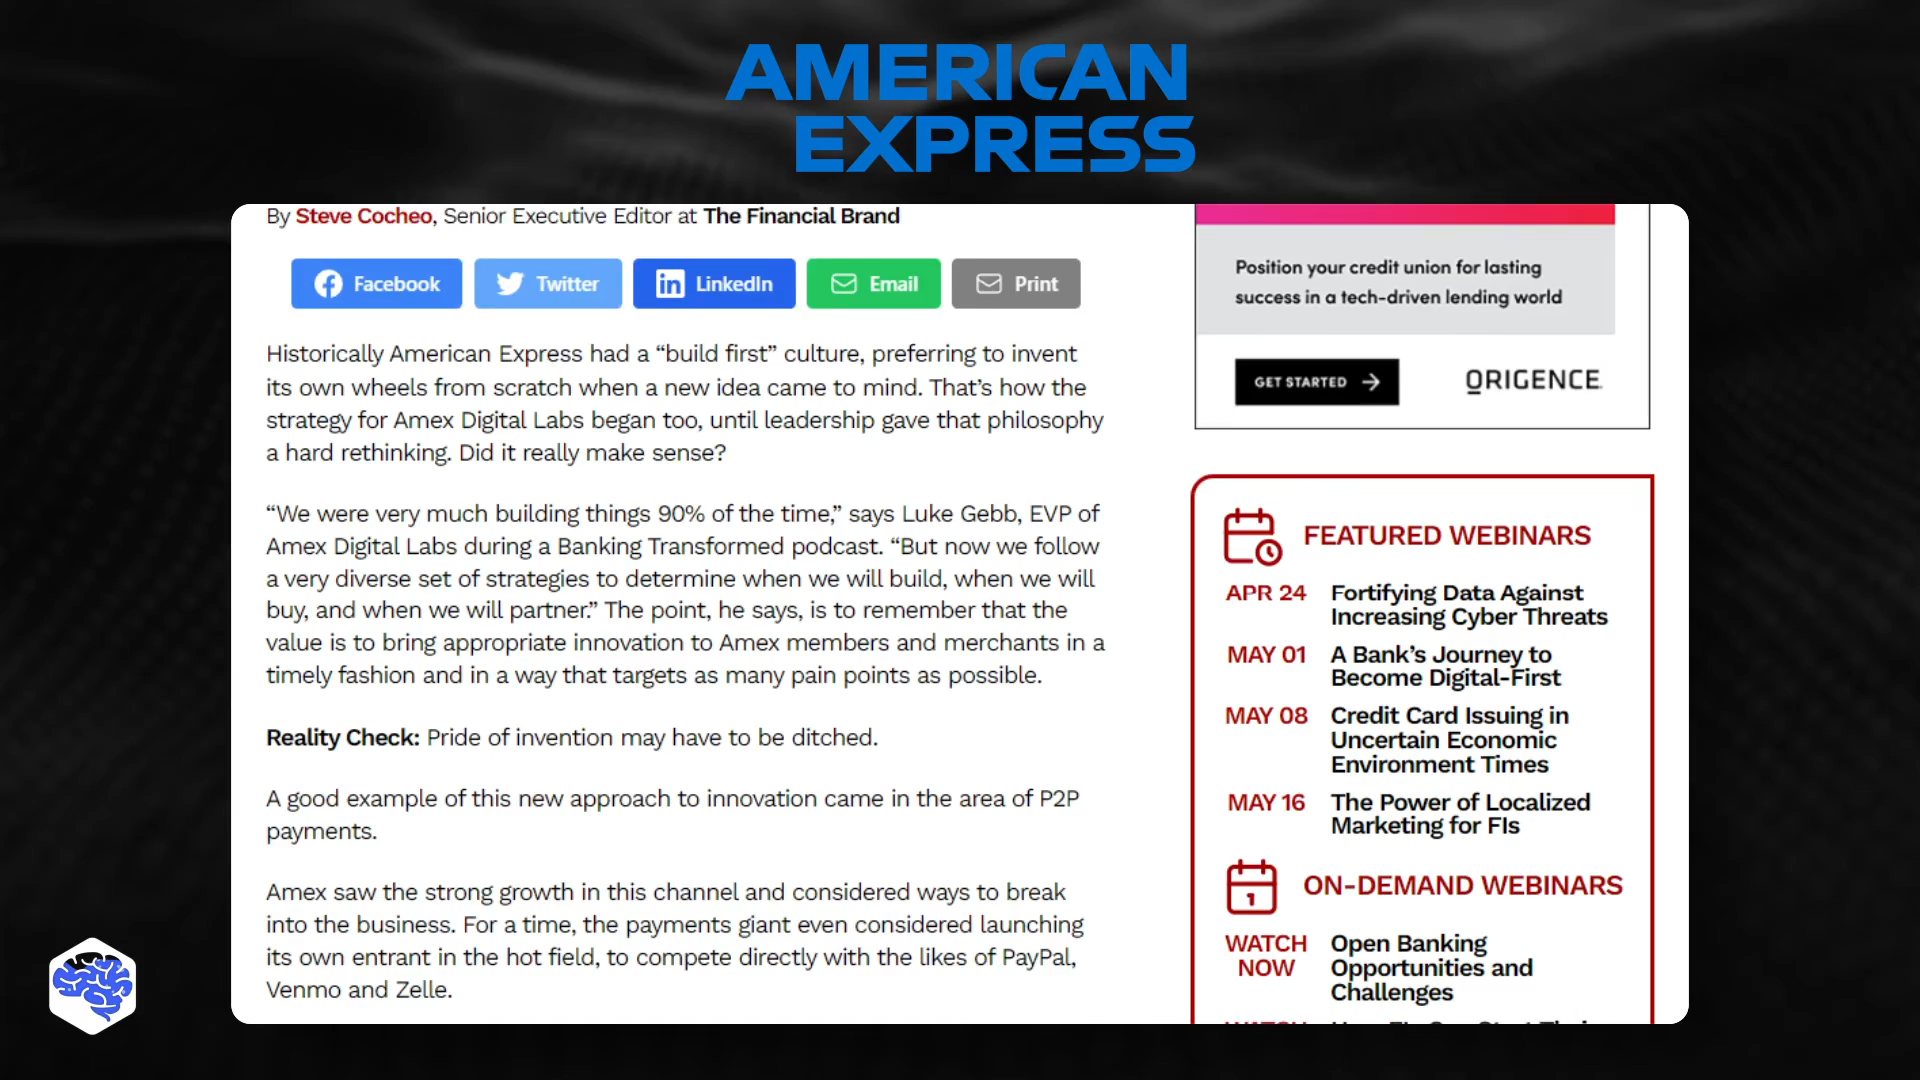 AMERICAN
EXPRESS
By Steve Cocheo, Senior Executive Editor at The Financial Brand
Facebook
Twitter
LinkedIn
Email
Print
Historically American Express had a “build first” culture, preferring to invent
its own wheels from scratch when a new idea came to mind. That’s how the
strategy for Amex Digital Labs began too, until leadership gave that philosophy
a hard rethinking. Did it really make sense?
“We were very much building things 90% of the time,” says Luke Gebb, EVP of
Amex Digital Labs during a Banking Transformed podcast. “But now we follow
a very diverse set of strategies to determine when we will build, when we will
buy, and when we will partner.” The point, he says, is to remember that the
value is to bring appropriate innovation to Amex members and merchants in a
timely fashion and in a way that targets as many pain points as possible.
Reality Check: Pride of invention may have to be ditched.
A good example of this new approach to innovation came in the area of P2P
payments.
Amex saw the strong growth in this channel and considered ways to break
into the business. For a time, the payments giant even considered launching
its own entrant in the hot field, to compete directly with the likes of PayPal,
Venmo and Zelle.
Position your credit union for lasting
success in a tech-driven lending world
GET STARTED
ORIGENCE
FEATURED WEBINARS
APR 24 Fortifying Data Against
Increasing Cyber Threats
MAY 01 A Bank’s Journey to
Become Digital-First
MAY 08 Credit Card Issuing in
Uncertain Economic
Environment Times
MAY 16 The Power of Localized
Marketing for FIs
ON-DEMAND WEBINARS
WATCH NOW Open Banking
Opportunities and
Challenges